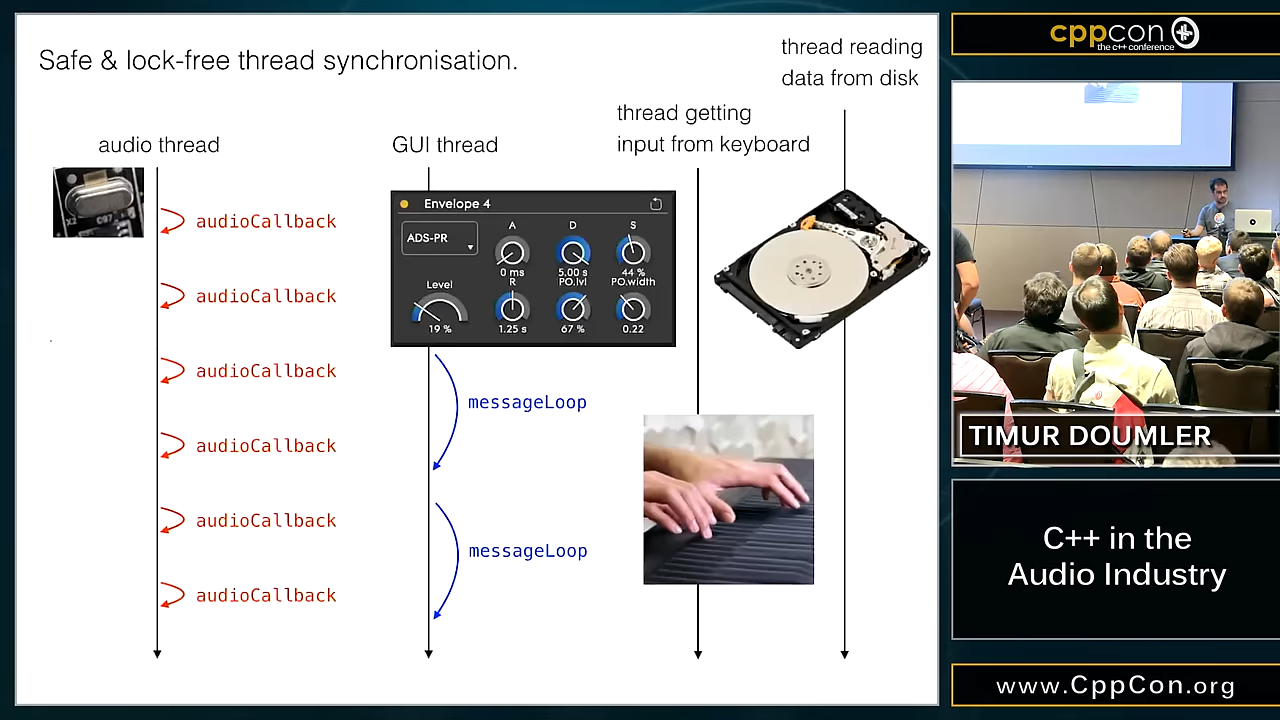 Safe & lock-free thread synchronisation.
thread reading
data from disk
thread getting
input from keyboard
audio thread
GUI thread
audioCallback
audioCallback
audioCallback
audioCallback
audioCallback
audioCallback
Envelope 4
ADS-PR
A
D
S
0 ms
5.00 s
44 %
R
PO.lvl
PO.width
Level
19 %
1.25 s
67 %
0.22
messageLoop
messageLoop
X2
C97
cppcon
the c++ conference
TIMUR DOUMLER
C++ in the
Audio Industry
www.CppCon.org